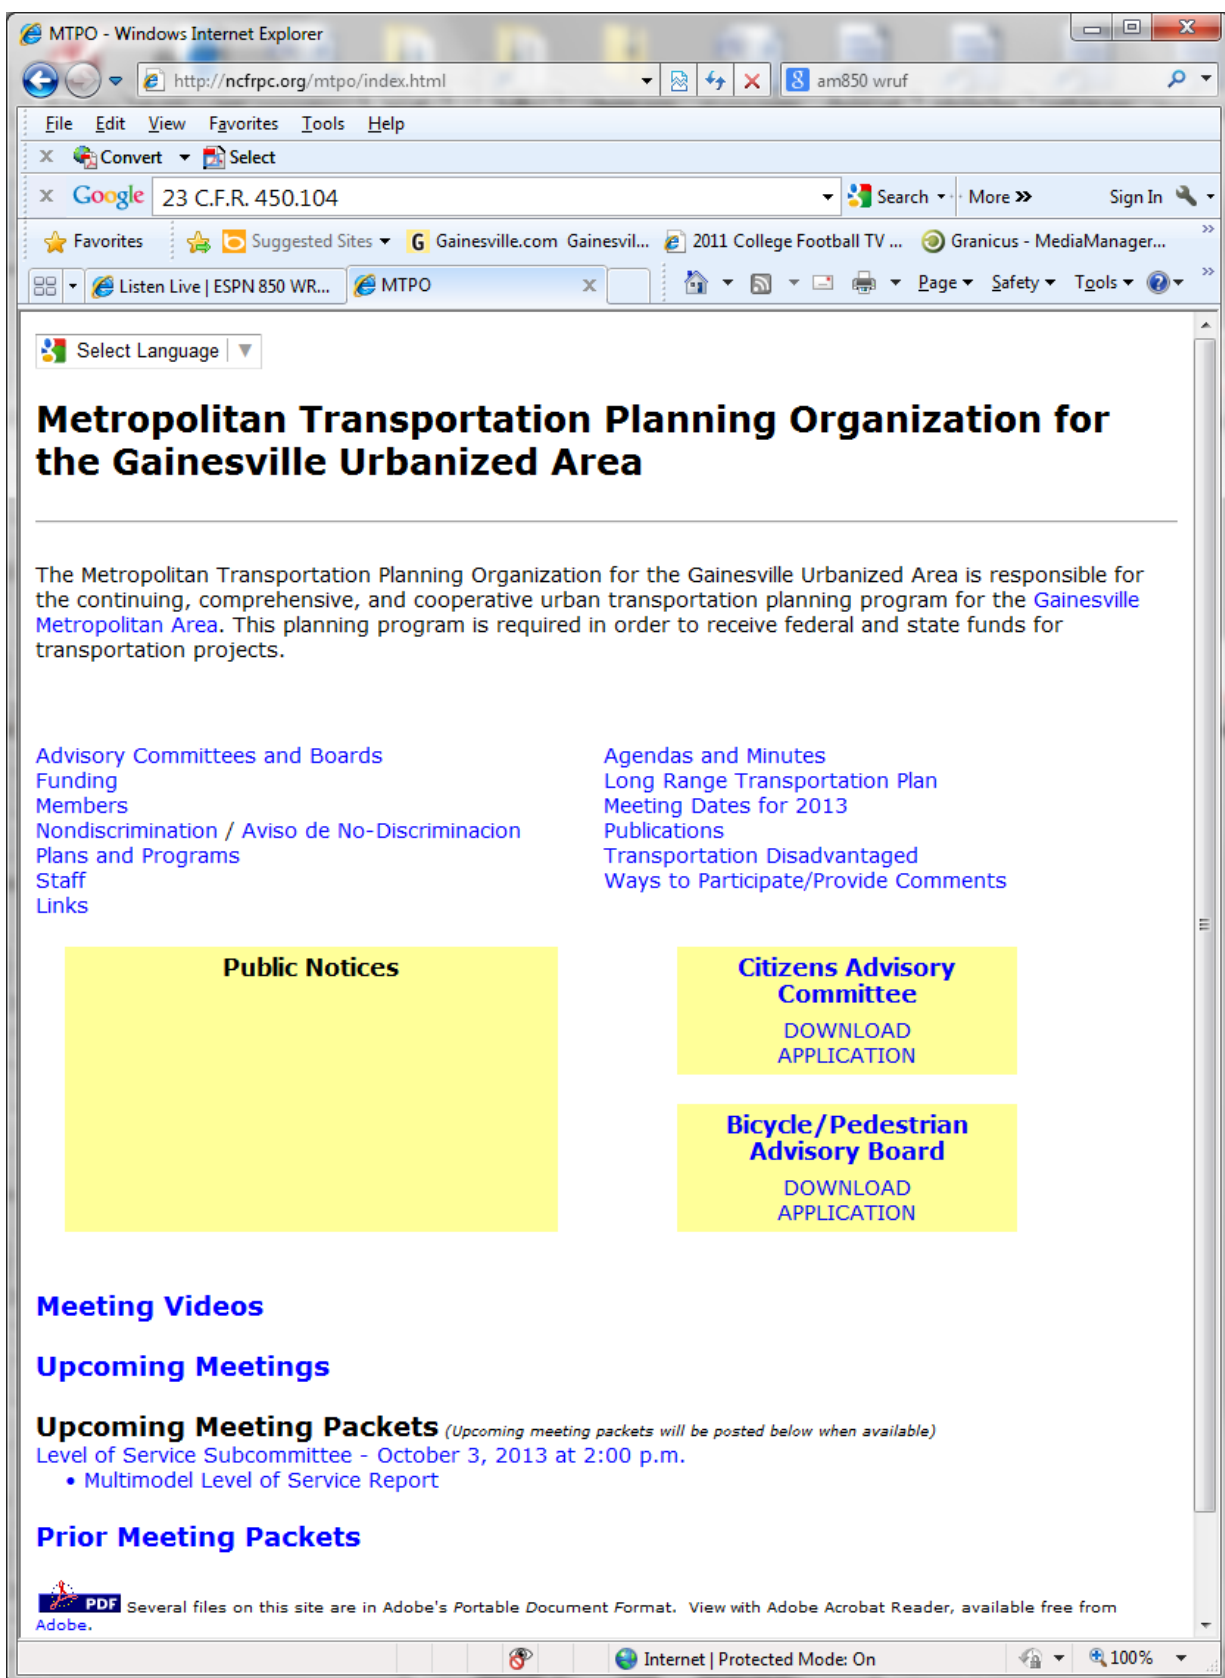 MTPO - Windows Internet Explorer
http://ncfrpc.org/mtpo/index.html
8 am850 wruf
File Edit View Favorites Tools Help
x Convert Select
x Google 23 C.F.R. 450.104 Search More » Sign In
Favorites Suggested Sites G Gainesville.com Gainesvil... 2011 College Football TV ... Granicus - MediaManager... »
Listen Live | ESPN 850 WR... MTPO x Page Safety Tools »
Select Language
Metropolitan Transportation Planning Organization for
the Gainesville Urbanized Area
The Metropolitan Transportation Planning Organization for the Gainesville Urbanized Area is responsible for
the continuing, comprehensive, and cooperative urban transportation planning program for the Gainesville
Metropolitan Area. This planning program is required in order to receive federal and state funds for
transportation projects.
Advisory Committees and Boards
Funding
Members
Nondiscrimination / Aviso de No-Discriminacion
Plans and Programs
Staff
Links
Agendas and Minutes
Long Range Transportation Plan
Meeting Dates for 2013
Publications
Transportation Disadvantaged
Ways to Participate/Provide Comments
Public Notices
Citizens Advisory
Committee
DOWNLOAD
APPLICATION
Bicycle/Pedestrian
Advisory Board
DOWNLOAD
APPLICATION
Meeting Videos
Upcoming Meetings
Upcoming Meeting Packets (Upcoming meeting packets will be posted below when available)
Level of Service Subcommittee - October 3, 2013 at 2:00 p.m.
• Multimodel Level of Service Report
Prior Meeting Packets
PDF Several files on this site are in Adobe's Portable Document Format. View with Adobe Acrobat Reader, available free from
Adobe.
Internet | Protected Mode: On 100%